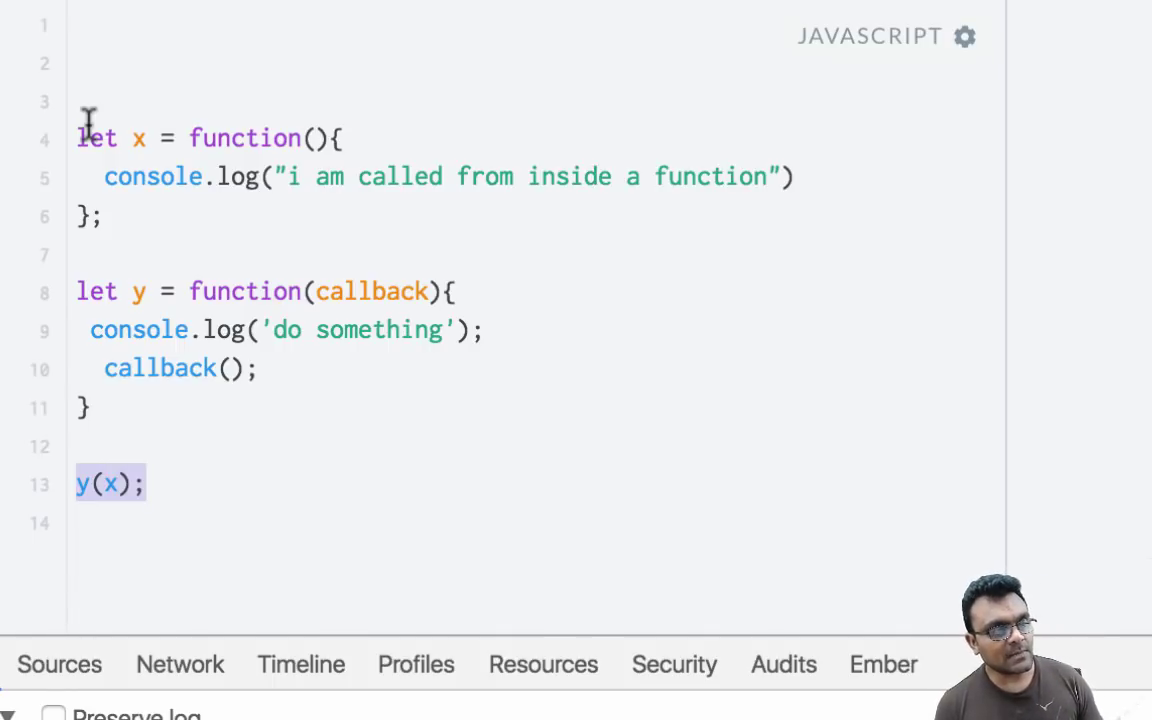 1
JAVASCRIPT
2
3
4 let x = function(){
5 console.log("i am called from inside a function")
6 };
7
8 let y = function(callback){
9 console.log('do something');
10 callback();
11 }
12
13 y(x);
14
Sources Network Timeline Profiles Resources Security Audits Ember
Preserve log